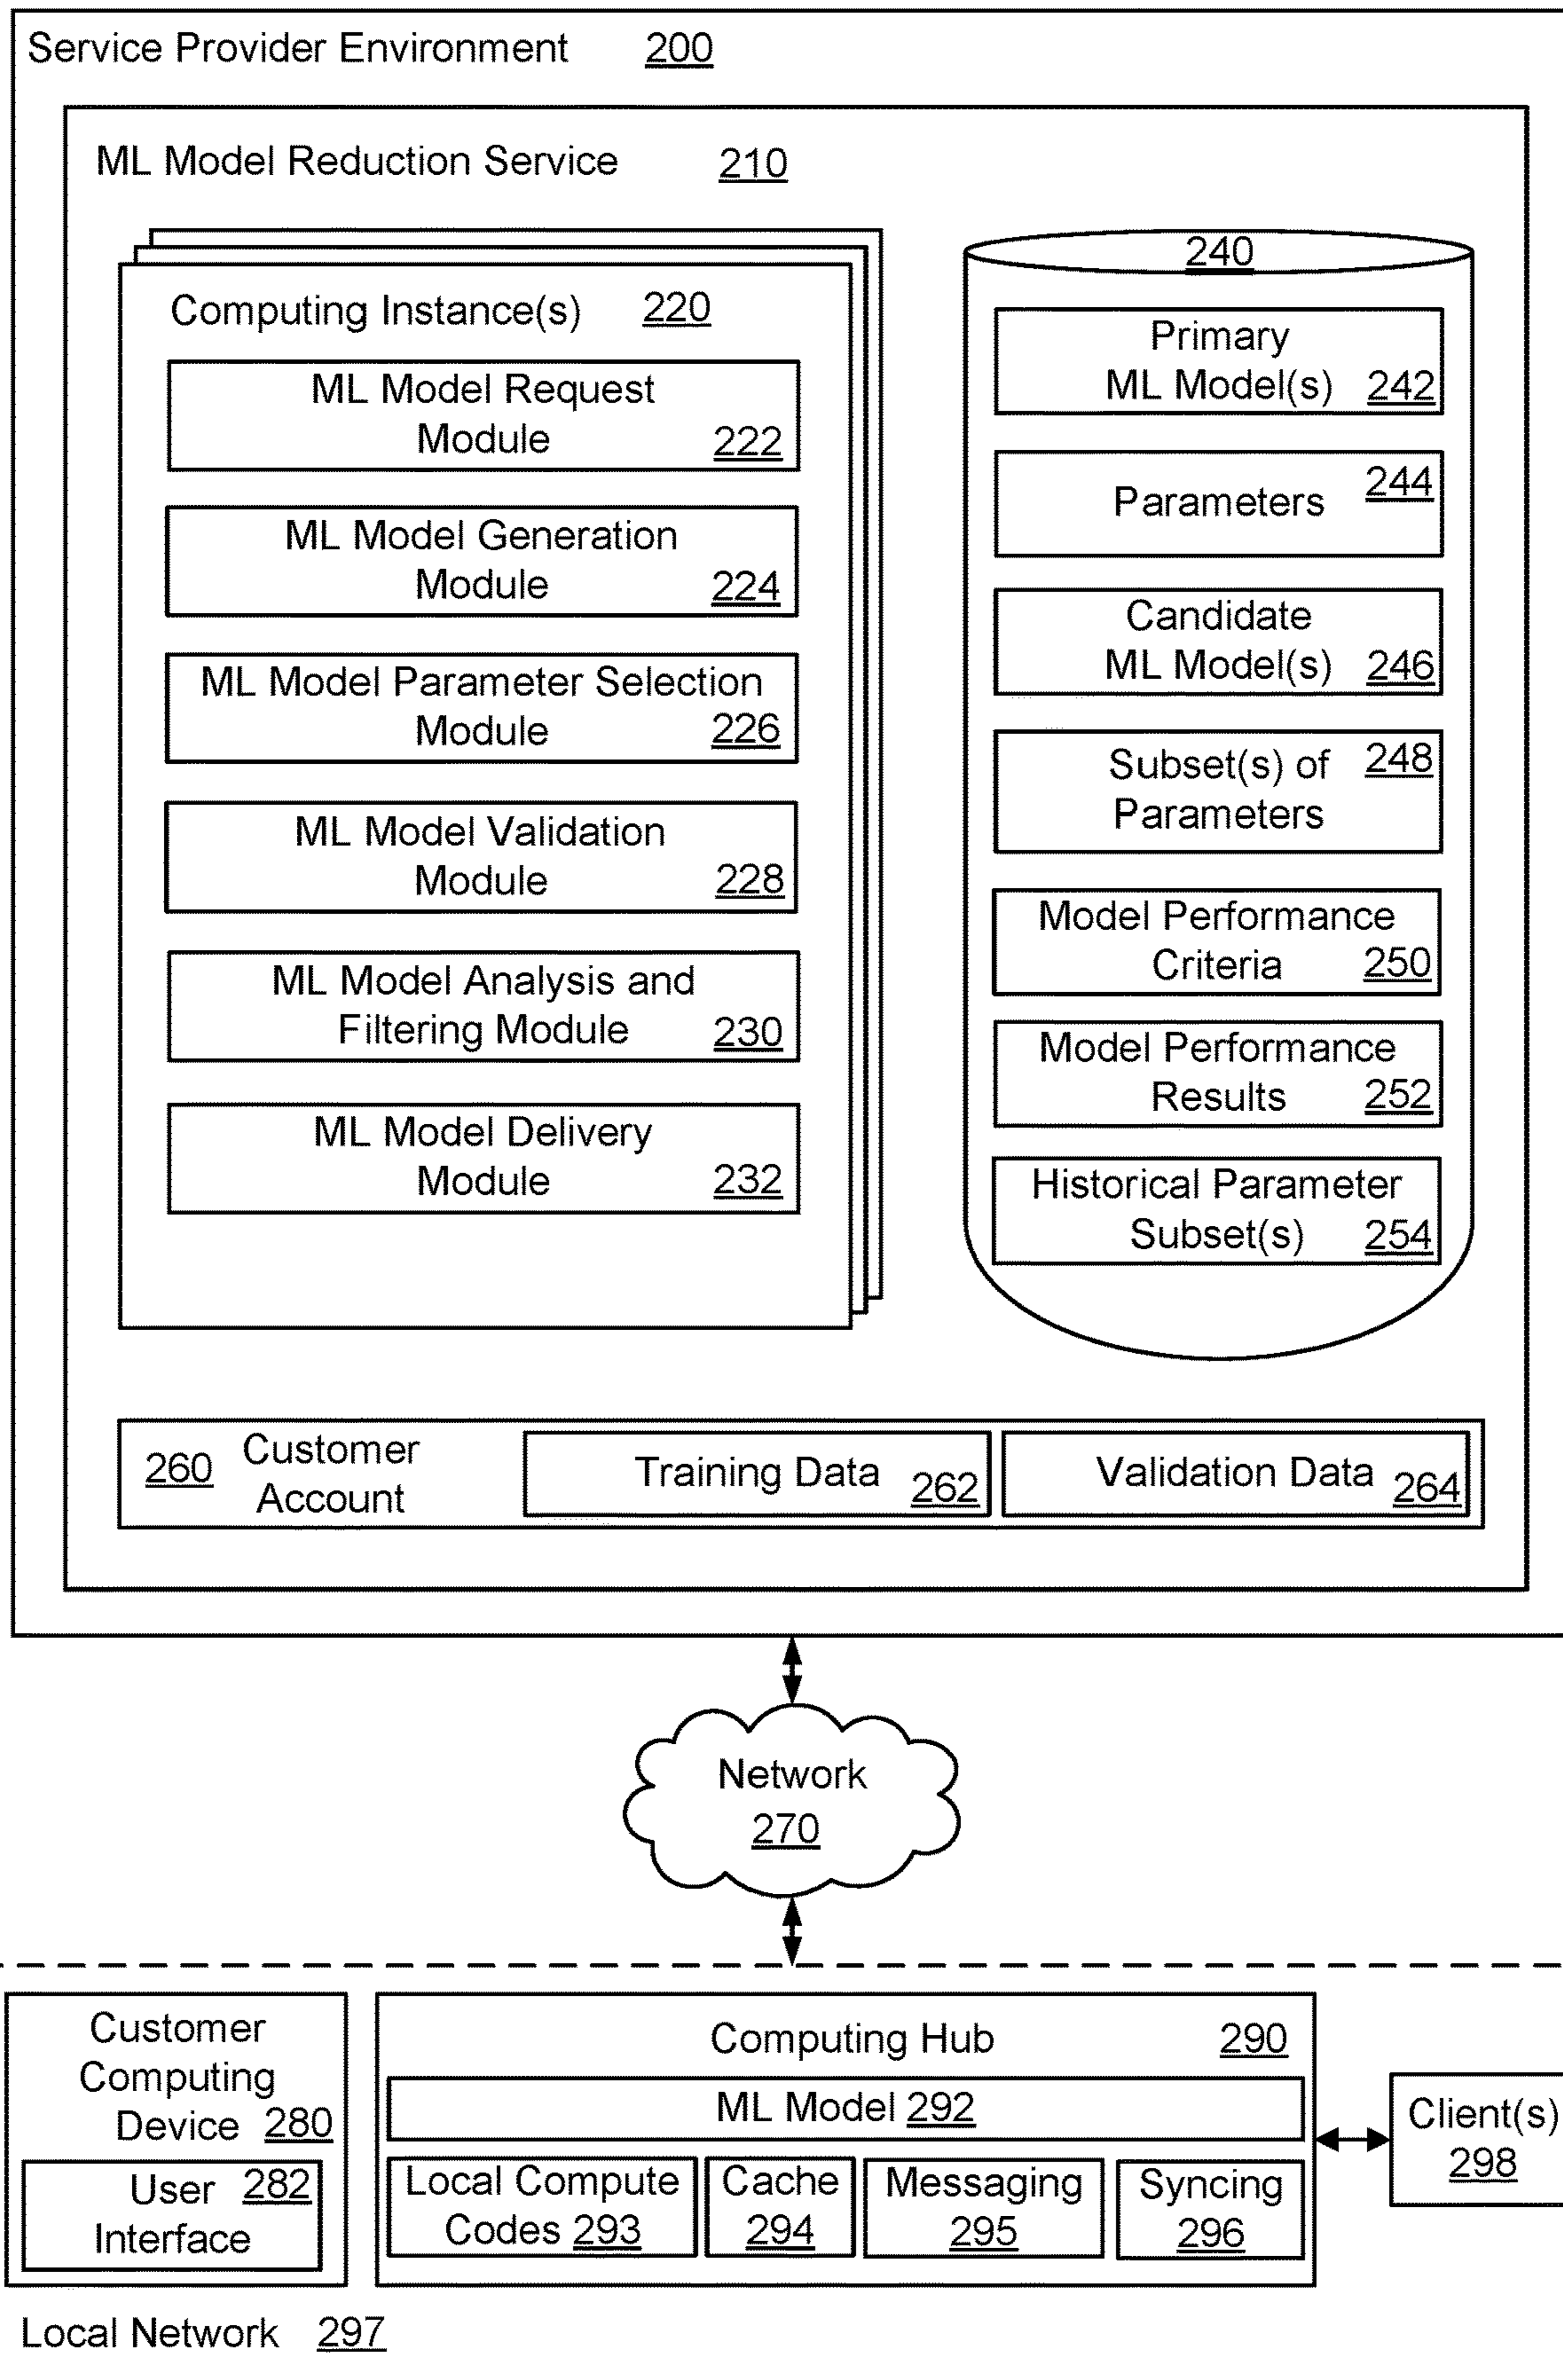 Service Provider Environment 200
ML Model Reduction Service 210
Computing Instance(s) 220
ML Model Request
Module 222
ML Model Generation
Module 224
ML Model Parameter Selection
Module 226
ML Model Validation
Module 228
ML Model Analysis and
Filtering Module 230
ML Model Delivery
Module 232
240
Primary
ML Model(s) 242
Parameters 244
Candidate
ML Model(s) 246
Subset(s) of 248
Parameters
Model Performance
Criteria 250
Model Performance
Results 252
Historical Parameter
Subset(s) 254
260 Customer
Account
Training Data 262
Validation Data 264
Network
270
Customer
Computing
Device 280
User 282
Interface
Computing Hub 290
ML Model 292
Local Compute
Codes 293
Cache
294
Messaging
295
Syncing
296
Client(s)
298
Local Network 297